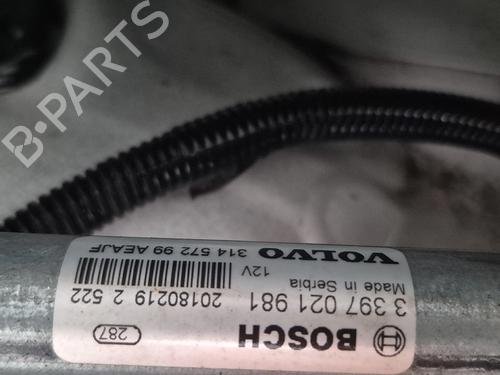 B-PARTS
BOSCH
3 397 021 981
Made in Serbia
12V
VOLVO 314 572 99 AEAJF
20180219 2 522
287